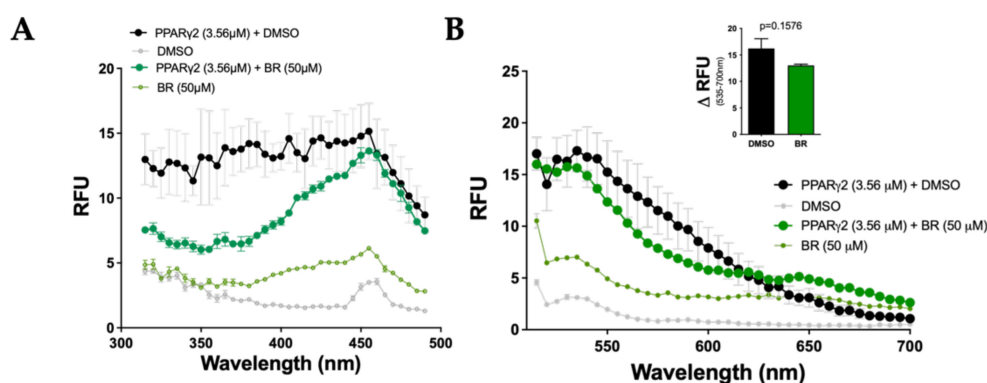 A
PPARγ2 (3.56μM) + DMSO
DMSO
PPARγ2 (3.56μM) + BR (50μM)
BR (50μM)
RFU
20
15
10
5
0
300
350
400
450
500
Wavelength (nm)
B
p=0.1576
Δ RFU
(535-700nm)
20
15
10
5
0
DMSO
BR
PPARγ2 (3.56 μM) + DMSO
DMSO
PPARγ2 (3.56 μM) + BR (50 μM)
BR (50 μM)
RFU
25
20
15
10
5
0
550
600
650
700
Wavelength (nm)